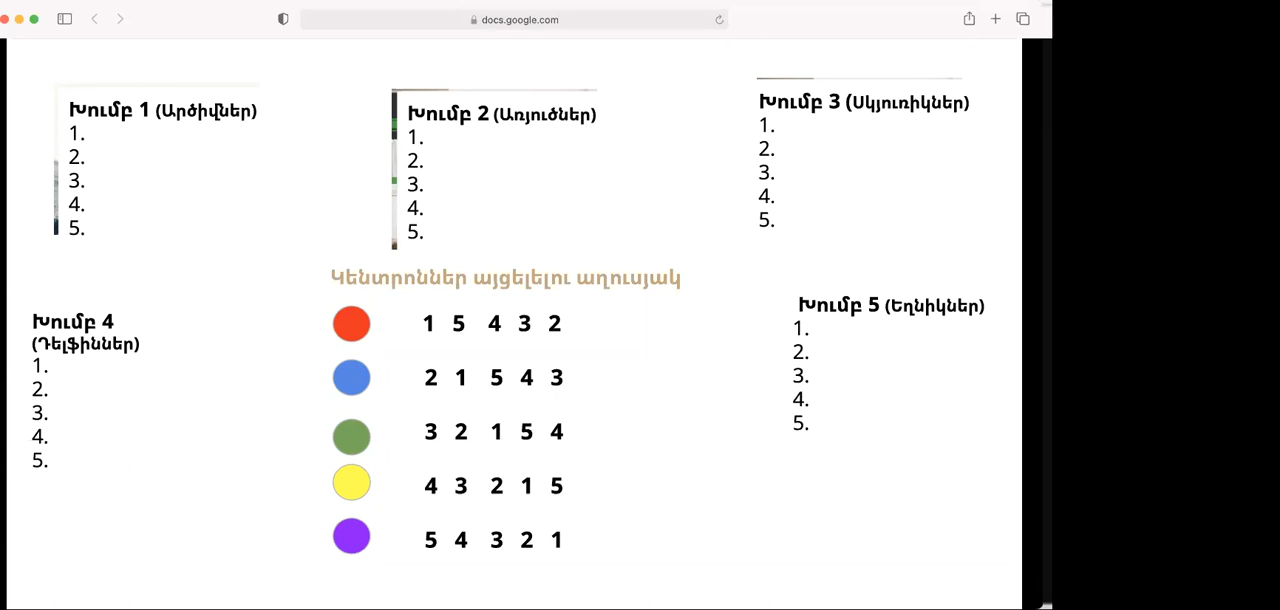 docs.google.com
Խումբ 1 (Արծիվներ)
1.
2.
3.
4.
5.
Խումբ 2 (Առյուծներ)
1.
2.
3.
4.
5.
Խումբ 3 (Սկյուռիկներ)
1.
2.
3.
4.
5.
Կենտրոններ այցելելու աղուսյակ
1 5 4 3 2
2 1 5 4 3
3 2 1 5 4
4 3 2 1 5
5 4 3 2 1
Խումբ 4
(Դելֆիններ)
1.
2.
3.
4.
5.
Խումբ 5 (Եղնիկներ)
1.
2.
3.
4.
5.